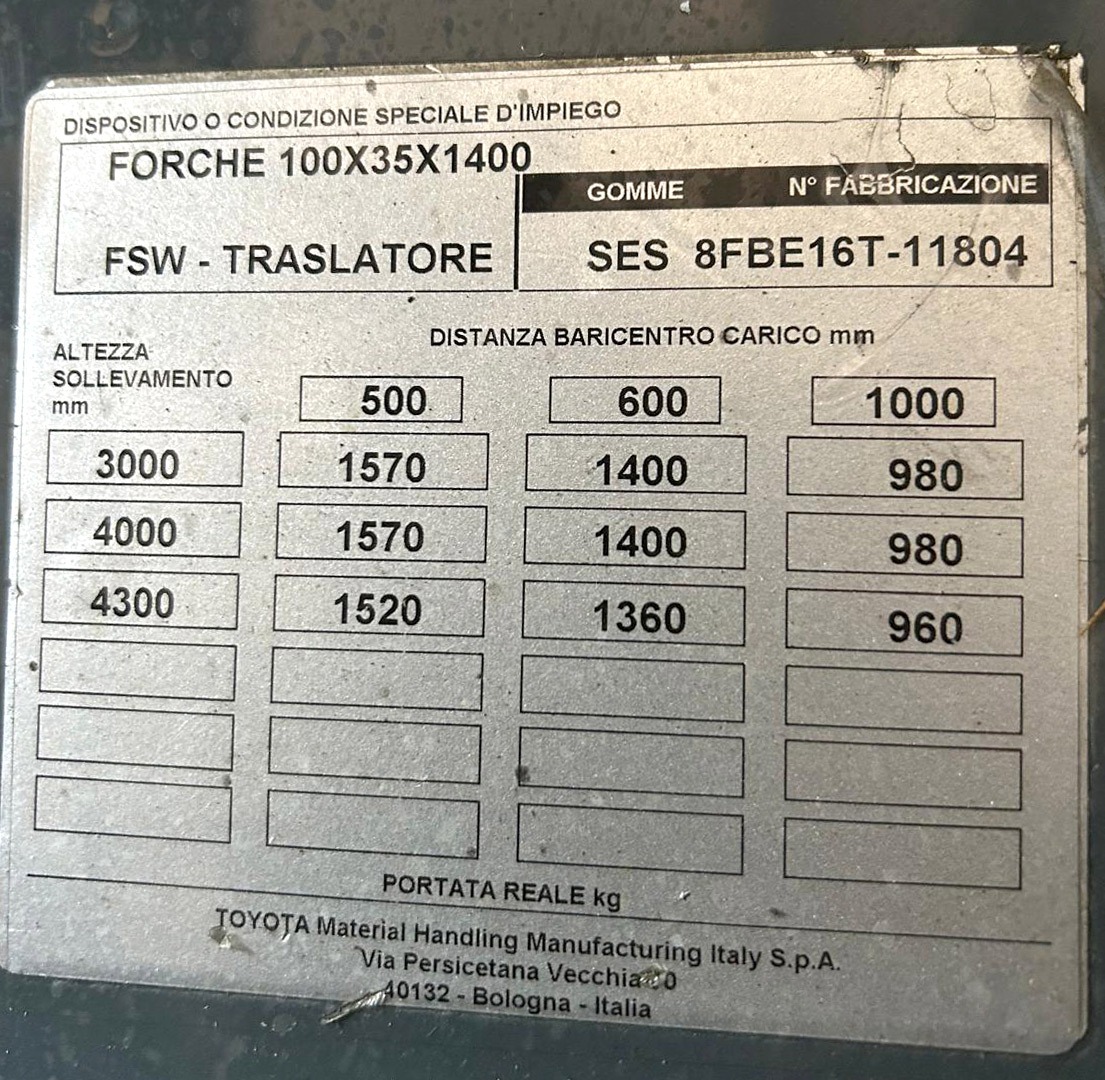 DISPOSITIVO O CONDIZIONE SPECIALE D'IMPIEGO
FORCHE 100X35X1400
GOMME N° FABBRICAZIONE
FSW - TRASLATORE SES 8FBE16T-11804
DISTANZA BARICENTRO CARICO mm
ALTEZZA
SOLLEVAMENTO
mm
500 600 1000
3000 1570 1400 980
4000 1570 1400 980
4300 1520 1360 960
PORTATA REALE kg
TOYOTA Material Handling Manufacturing Italy S.p.A.
Via Persicetana Vecchia
40132 - Bologna - Italia